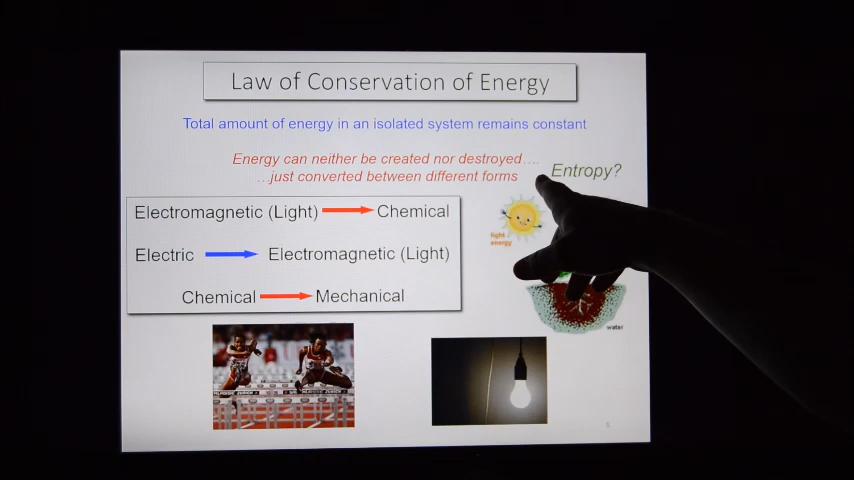 Law of Conservation of Energy
Total amount of energy in an isolated system remains constant
Energy can neither be created nor destroyed….
…just converted between different forms
Entropy?
Electromagnetic (Light) Chemical
Electric Electromagnetic (Light)
Chemical Mechanical
light
energy
water